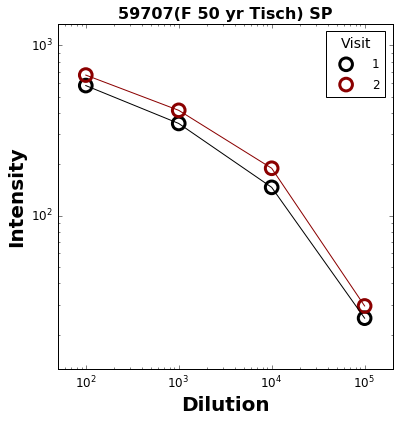 59707(F 50 yr Tisch) SP
Visit
1
2
Intensity
10³
10²
10² 10³ 10⁴ 10⁵
Dilution